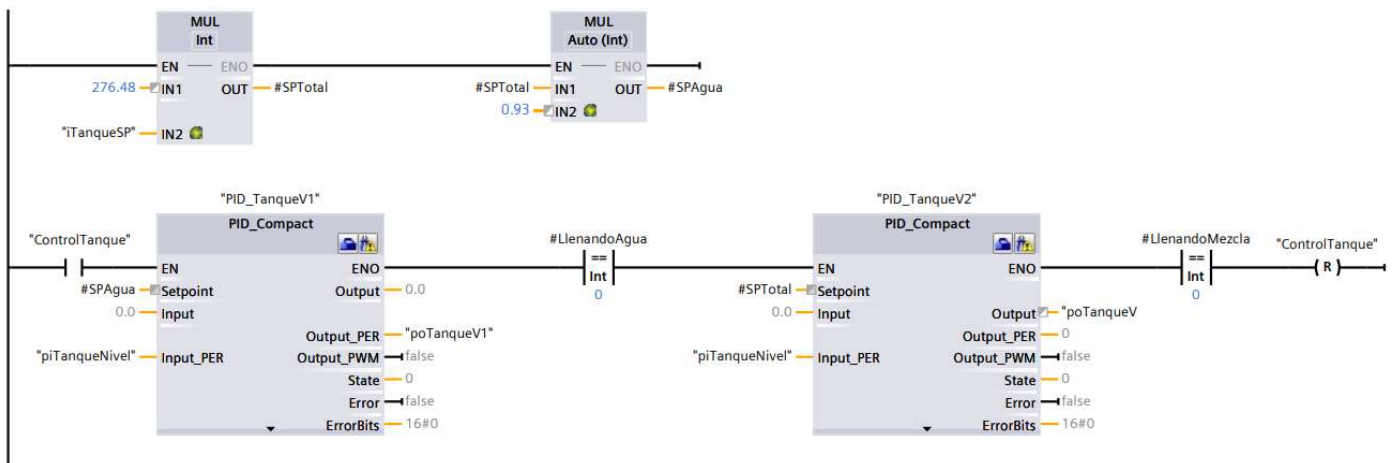 MUL
Int
EN
ENO
276.48
IN1
OUT
#SPTotal
"iTanqueSP"
IN2
MUL
Auto (Int)
EN
ENO
#SPTotal
IN1
OUT
#SPAgua
0.93
IN2
"ControlTanque"
"PID_TanqueV1"
PID_Compact
EN
ENO
#SPAgua
Setpoint
Output
0.0
0.0
Input
Output_PER
"poTanqueV1"
"piTanqueNivel"
Input_PER
Output_PWM
false
State
0
Error
false
ErrorBits
16#0
#LlenandoAgua
==
Int
0
"PID_TanqueV2"
PID_Compact
EN
ENO
#SPTotal
Setpoint
0.0
Input
Output
"poTanqueV
Output_PER
0
"piTanqueNivel"
Input_PER
Output_PWM
false
State
0
Error
false
ErrorBits
16#0
#LlenandoMezcla
==
Int
0
"ControlTanque"
R